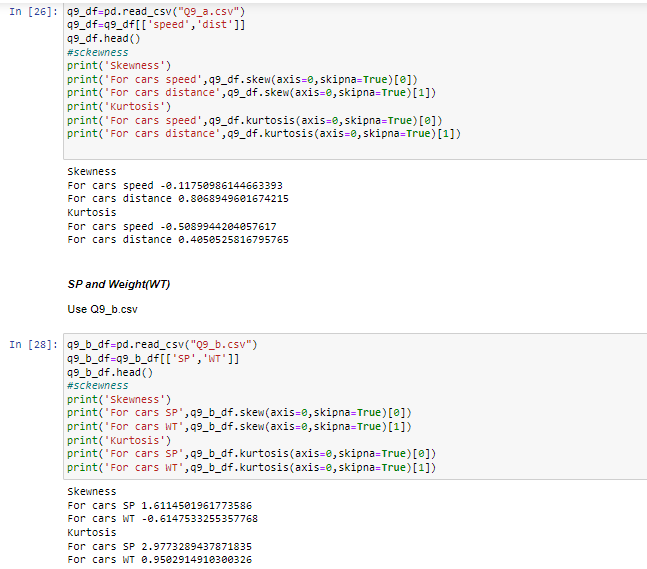 In [26]: q9_df=pd.read_csv("Q9_a.csv")
q9_df=q9_df[['speed','dist']]
q9_df.head()
#sckewness
print('Skewness')
print('For cars speed',q9_df.skew(axis=0,skipna=True)[0])
print('For cars distance',q9_df.skew(axis=0,skipna=True)[1])
print('Kurtosis')
print('For cars speed',q9_df.kurtosis(axis=0,skipna=True)[0])
print('For cars distance',q9_df.kurtosis(axis=0,skipna=True)[1])
Skewness
For cars speed -0.11750986144663393
For cars distance 0.8068949601674215
Kurtosis
For cars speed -0.5089944204057617
For cars distance 0.4050525816795765
SP and Weight(WT)
Use Q9_b.csv
In [28]: q9_b_df=pd.read_csv("Q9_b.csv")
q9_b_df=q9_b_df[['SP','WT']]
q9_b_df.head()
#sckewness
print('Skewness')
print('For cars SP',q9_b_df.skew(axis=0,skipna=True)[0])
print('For cars WT',q9_b_df.skew(axis=0,skipna=True)[1])
print('Kurtosis')
print('For cars SP',q9_b_df.kurtosis(axis=0,skipna=True)[0])
print('For cars WT',q9_b_df.kurtosis(axis=0,skipna=True)[1])
Skewness
For cars SP 1.6114501961773586
For cars WT -0.6147533255357768
Kurtosis
For cars SP 2.9773289437871835
For cars WT 0.9502914910300326